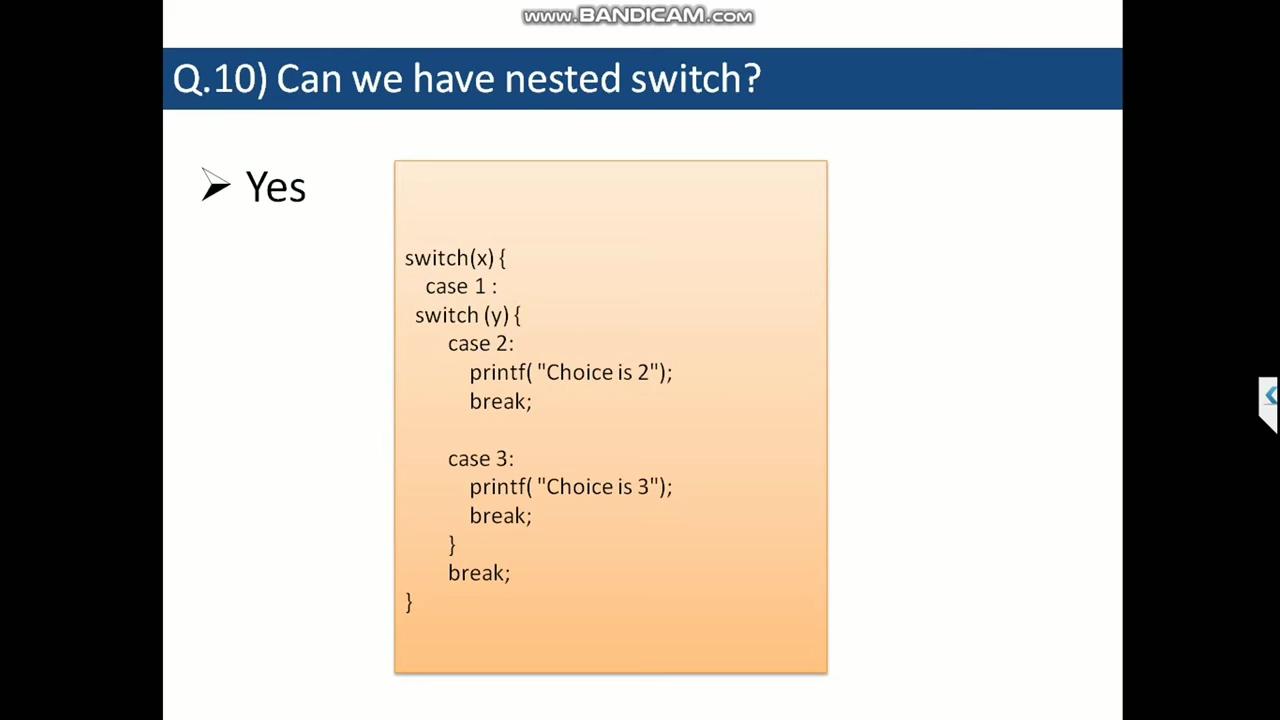 www.BANDICAM.com
Q.10) Can we have nested switch?
Yes
switch(x) {
case 1 :
switch (y) {
case 2:
printf( "Choice is 2");
break;
case 3:
printf( "Choice is 3");
break;
}
break;
}